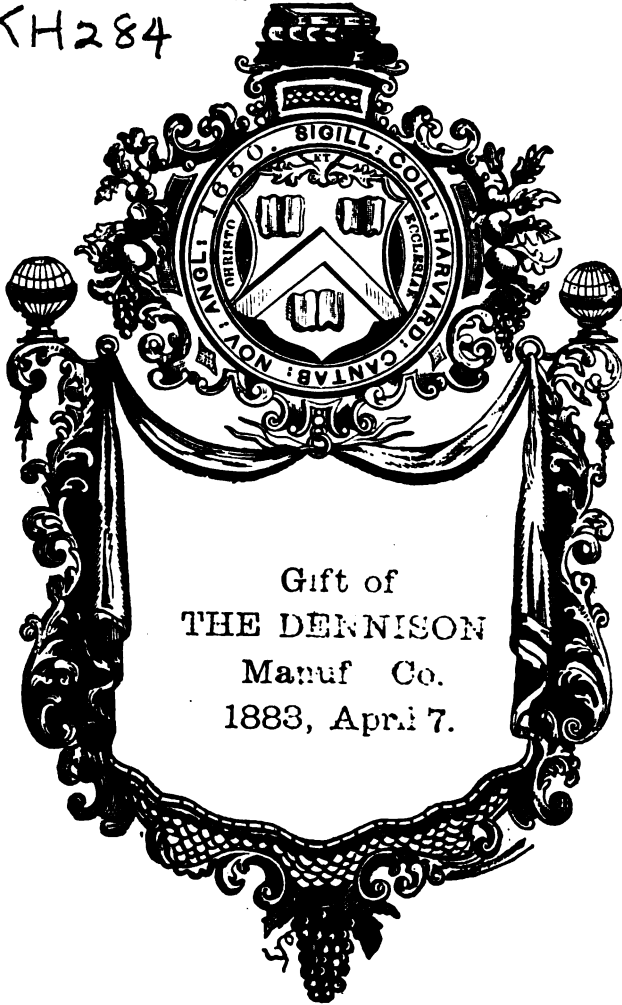 KH284
SIGILL: COLL: HARVARD: CANTAB: NOV: ANGL: 1650.
ET
CHRISTO
ECCLESIAE
Gift of
THE DENNISON
Manuf Co.
1883, April 7.